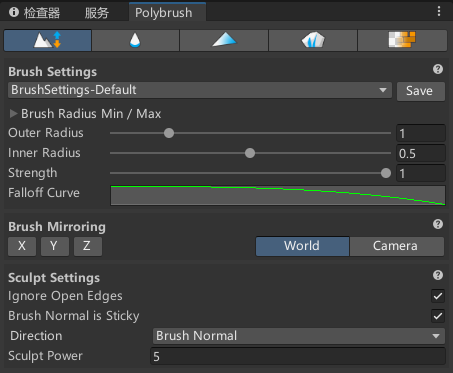 检查器 服务 Polybrush
Brush Settings
BrushSettings-Default Save
Brush Radius Min / Max
Outer Radius 1
Inner Radius 0.5
Strength 1
Falloff Curve
Brush Mirroring
X Y Z World Camera
Sculpt Settings
Ignore Open Edges
Brush Normal is Sticky
Direction Brush Normal
Sculpt Power 5